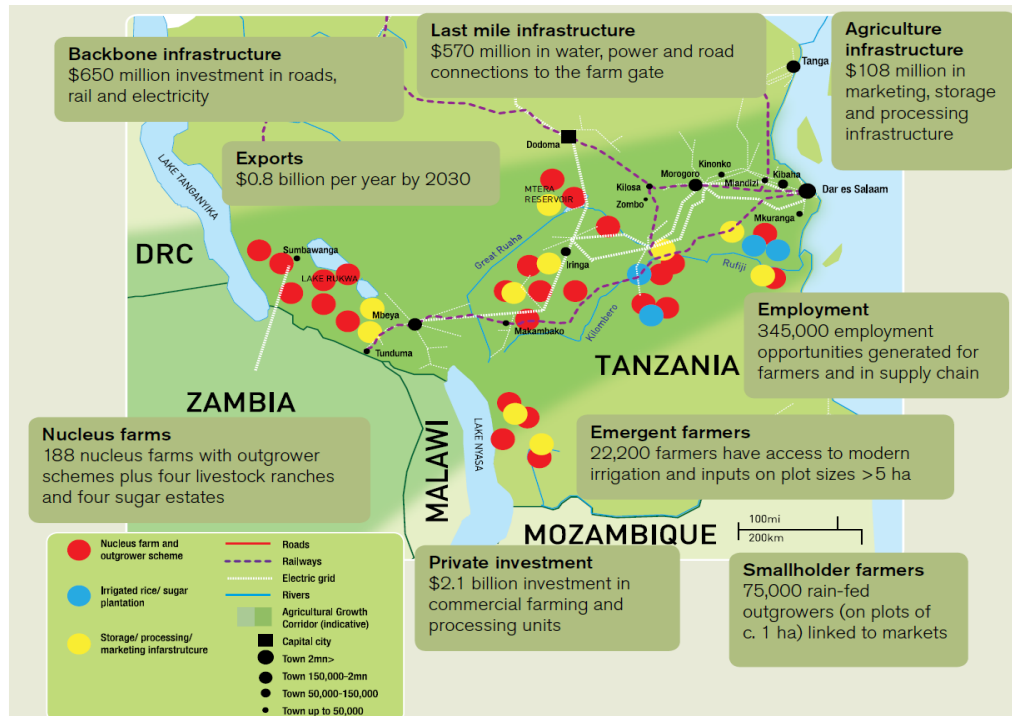 Backbone infrastructure
$650 million investment in roads,
rail and electricity
Last mile infrastructure
$570 million in water, power and road
connections to the farm gate
Agriculture
infrastructure
$108 million in
marketing, storage
and processing
infrastructure
Exports
$0.8 billion per year by 2030
Tanga
Dodoma
Kinonko
Morogoro
Mlandizi
Kibaha
Kilosa
Zombo
Dar es Salaam
Mkuranga
MTERA
RESERVOIR
LAKE TANGANYIKA
DRC
Sumbawanga
LAKE RUKWA
Great Ruaha
Iringa
Rufiji
Mbeya
Tunduma
Makambako
Kilombero
TANZANIA
ZAMBIA
MALAWI
LAKE NYASA
MOZAMBIQUE
Employment
345,000 employment
opportunities generated for
farmers and in supply chain
Nucleus farms
188 nucleus farms with outgrower
schemes plus four livestock ranches
and four sugar estates
Emergent farmers
22,200 farmers have access to modern
irrigation and inputs on plot sizes >5 ha
100mi
200km
Private investment
$2.1 billion investment in
commercial farming and
processing units
Smallholder farmers
75,000 rain-fed
outgrowers (on plots of
c. 1 ha) linked to markets
Nucleus farm and
outgrower scheme
Irrigated rice/ sugar
plantation
Storage/ processing/
marketing infarstrutcure
Roads
Railways
Electric grid
Rivers
Agricultural Growth
Corridor (indicative)
Capital city
Town 2mn>
Town 150,000-2mn
Town 50,000-150,000
Town up to 50,000